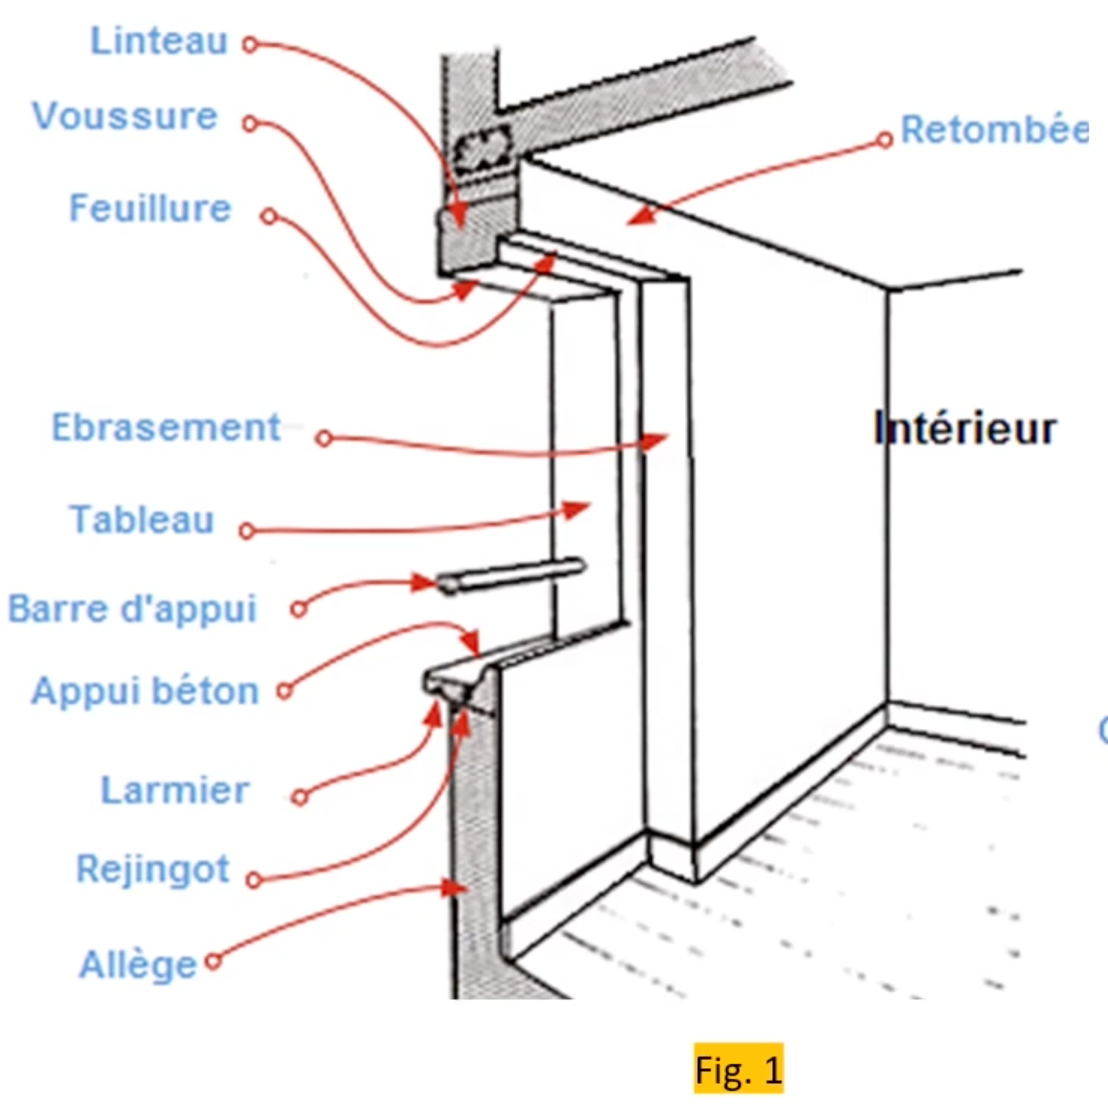 Linteau
Voussure
Retombée
Feuillure
Ebrasement
Intérieur
Tableau
Barre d'appui
Appui béton
Larmier
Rejingot
Allège
Fig. 1